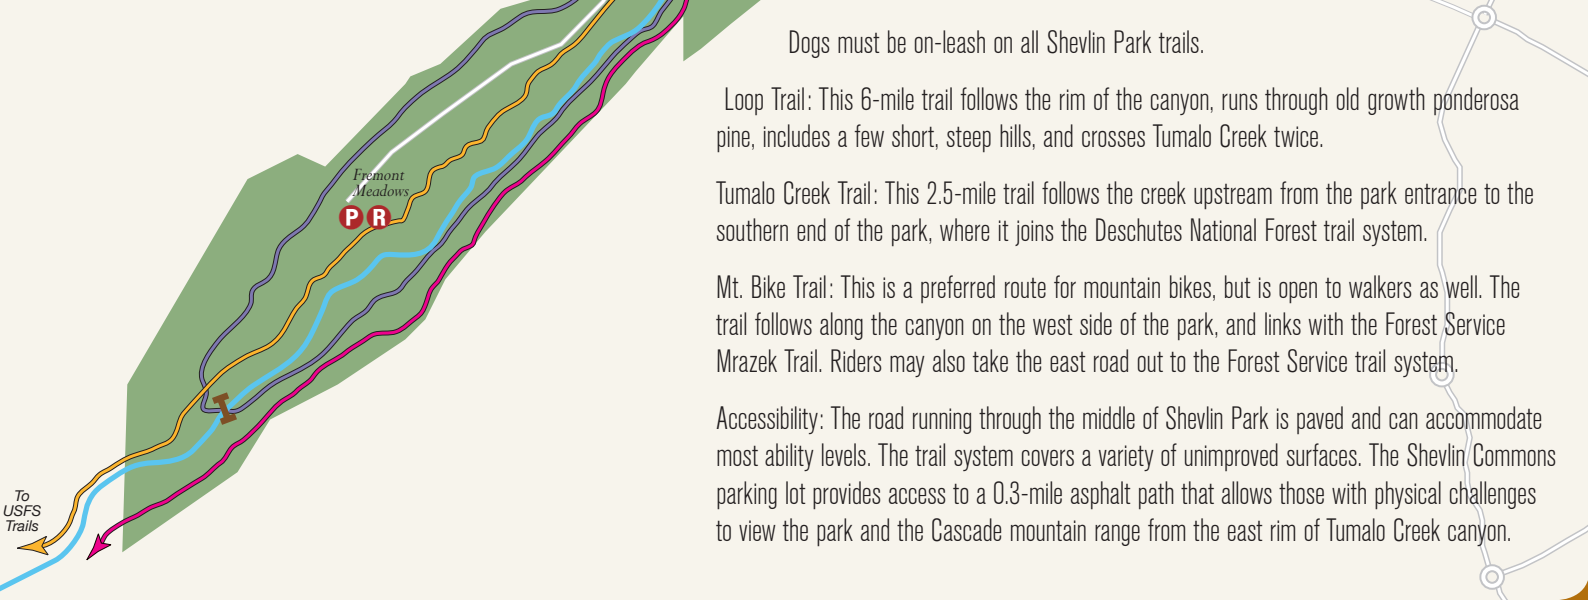 Dogs must be on-leash on all Shevlin Park trails.
Loop Trail: This 6-mile trail follows the rim of the canyon, runs through old growth ponderosa
pine, includes a few short, steep hills, and crosses Tumalo Creek twice.
Tumalo Creek Trail: This 2.5-mile trail follows the creek upstream from the park entrance to the
southern end of the park, where it joins the Deschutes National Forest trail system.
Mt. Bike Trail: This is a preferred route for mountain bikes, but is open to walkers as well. The
trail follows along the canyon on the west side of the park, and links with the Forest Service
Mrazek Trail. Riders may also take the east road out to the Forest Service trail system.
Accessibility: The road running through the middle of Shevlin Park is paved and can accommodate
most ability levels. The trail system covers a variety of unimproved surfaces. The Shevlin Commons
parking lot provides access to a 0.3-mile asphalt path that allows those with physical challenges
to view the park and the Cascade mountain range from the east rim of Tumalo Creek canyon.
Fremont
Meadows
P R
To
USFS
Trails